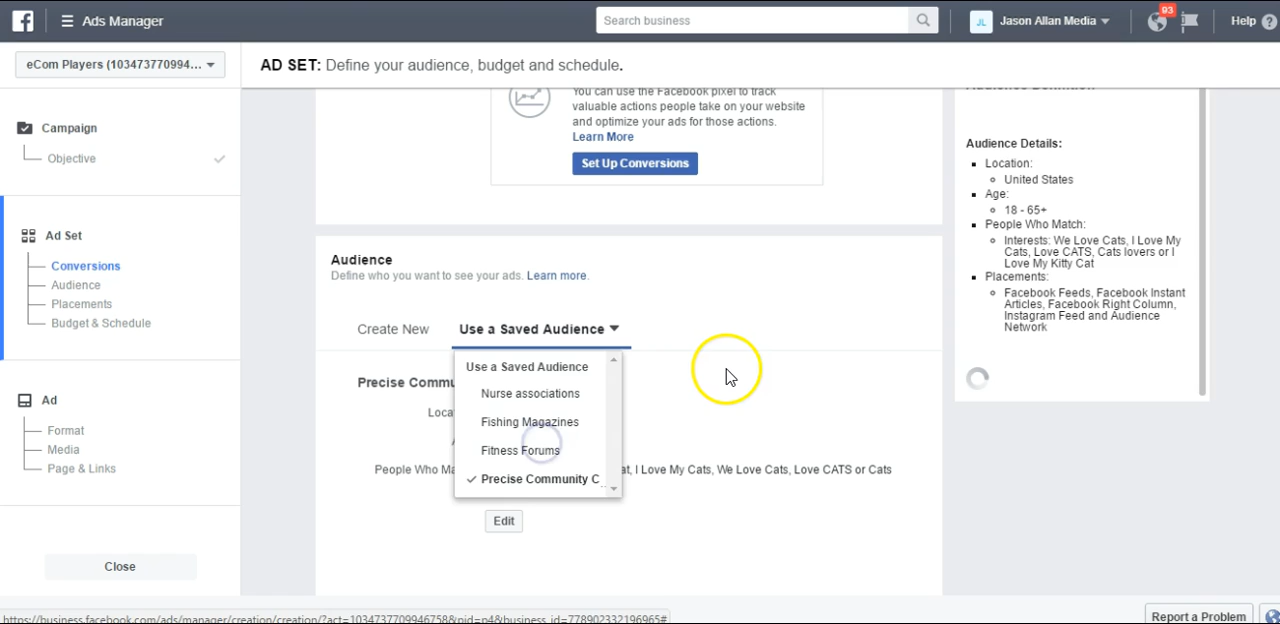 f
Ads Manager
Search business
JL
Jason Allan Media
93
Help
eCom Players (103473770994...
AD SET: Define your audience, budget and schedule.
Campaign
Objective
Ad Set
Conversions
Audience
Placements
Budget & Schedule
Ad
Format
Media
Page & Links
Close
You can use the Facebook pixel to track
valuable actions people take on your website
and optimize your ads for those actions.
Learn More
Set Up Conversions
Audience
Define who you want to see your ads. Learn more.
Create New
Use a Saved Audience
Use a Saved Audience
Nurse associations
Fishing Magazines
Fitness Forums
Precise Community C
Precise Commu
Loca
People Who Ma
at, I Love My Cats, We Love Cats, Love CATS or Cats
Edit
Audience Definition
Audience Details:
Location:
United States
Age:
18 - 65+
People Who Match:
Interests: We Love Cats, I Love My
Cats, Love CATS, Cats lovers or I
Love My Kitty Cat
Placements:
Facebook Feeds, Facebook Instant
Articles, Facebook Right Column,
Instagram Feed and Audience
Network
https://business.facebook.com/ads/manager/creation/creation/?act=103473770994675&pid=p4&business_id=778902332196965#
Report a Problem